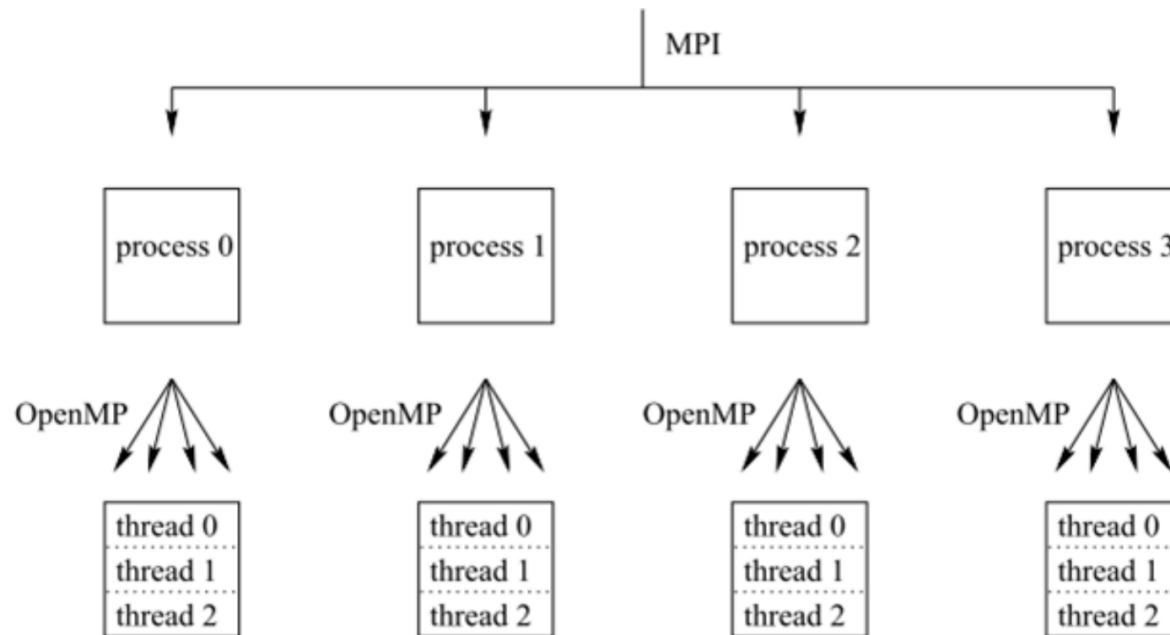 MPI
process 0
process 1
process 2
process 3
OpenMP
OpenMP
OpenMP
OpenMP
thread 0
thread 0
thread 0
thread 0
thread 1
thread 1
thread 1
thread 1
thread 2
thread 2
thread 2
thread 2